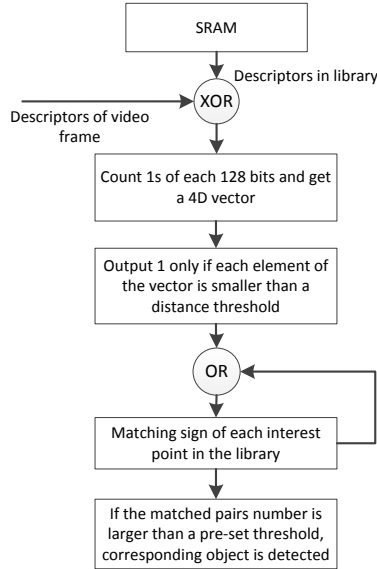 SRAM
Descriptors in library
XOR
Descriptors of video
frame
Count 1s of each 128 bits and get
a 4D vector
Output 1 only if each element of
the vector is smaller than a
distance threshold
OR
Matching sign of each interest
point in the library
If the matched pairs number is
larger than a pre-set threshold,
corresponding object is detected